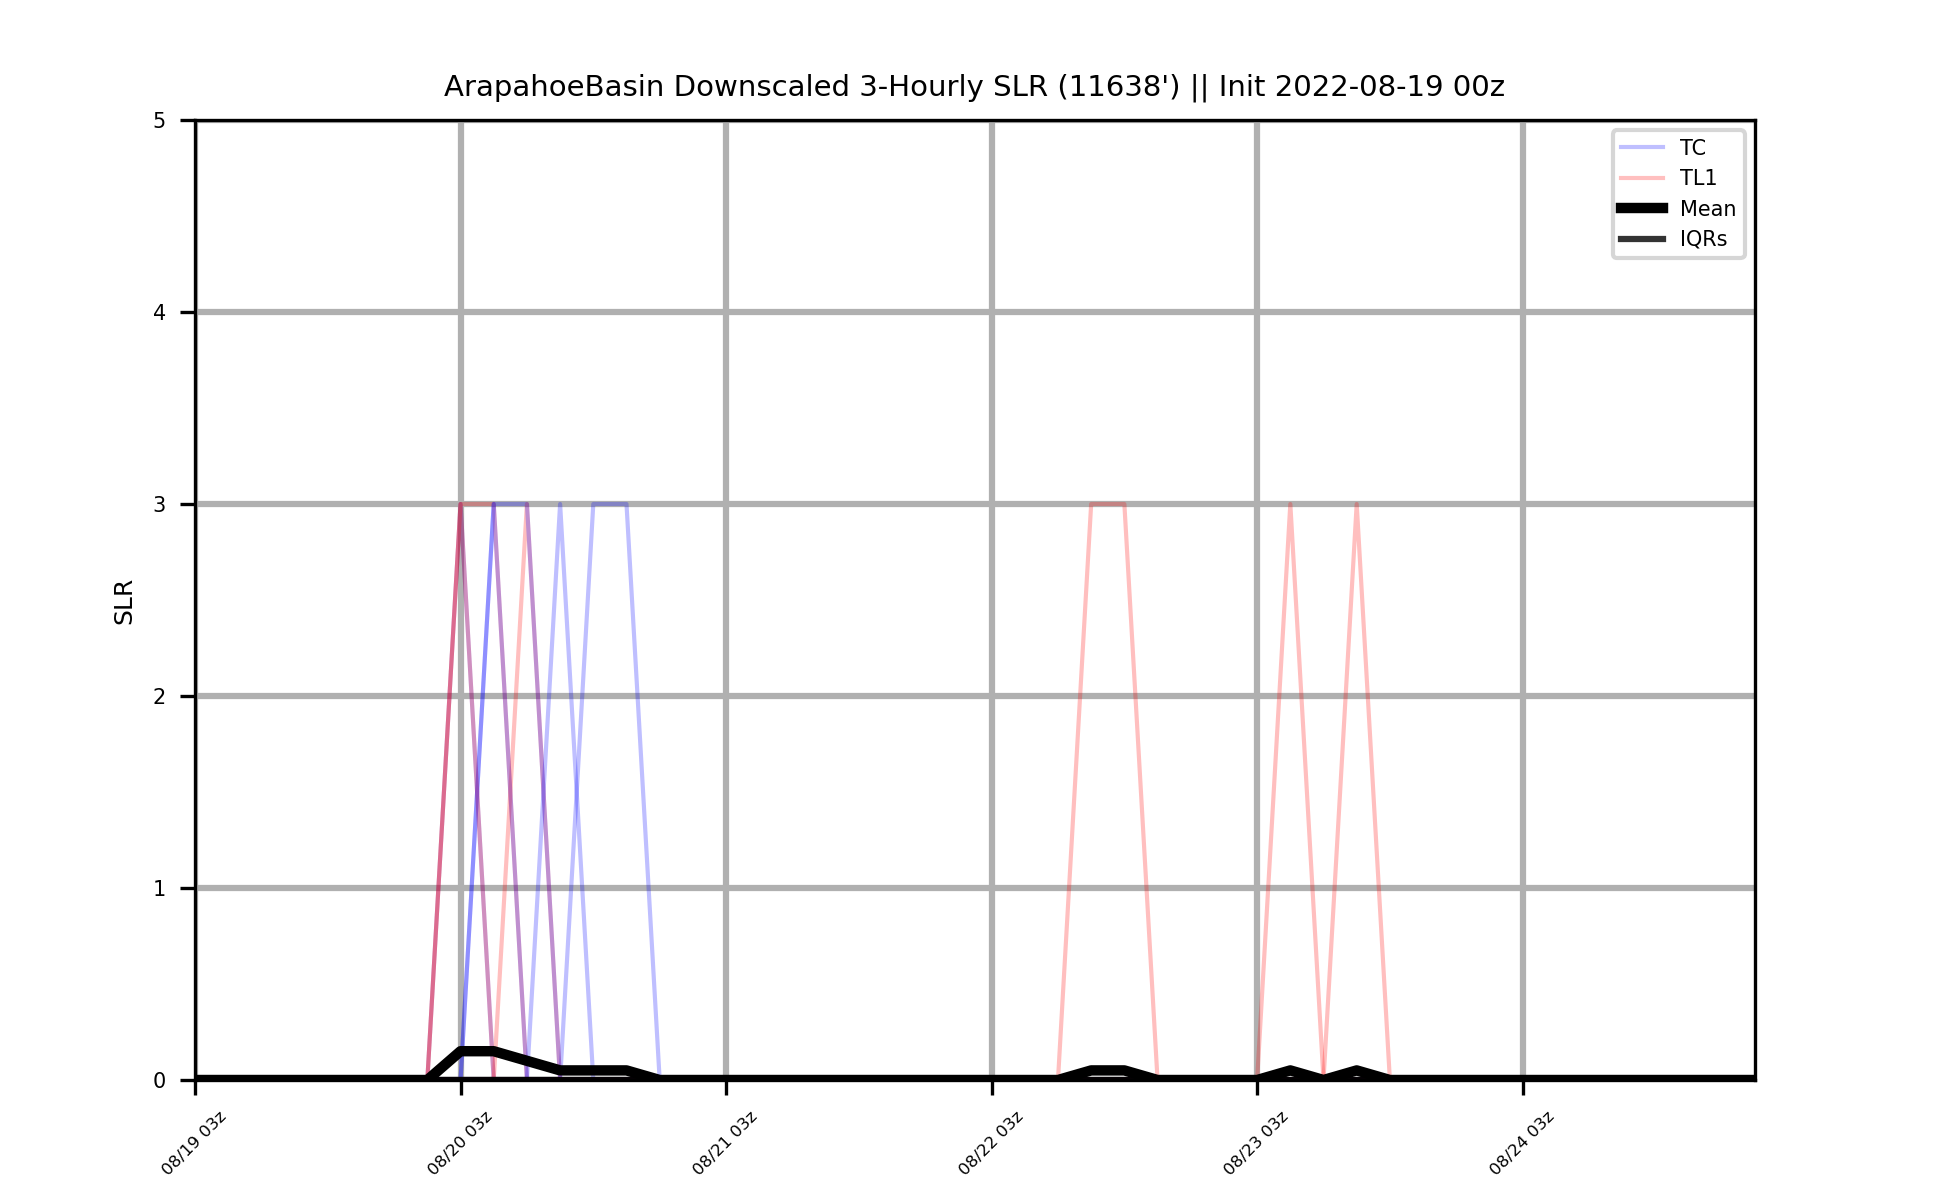 ArapahoeBasin Downscaled 3-Hourly SLR (11638') || Init 2022-08-19 00z
5
4
3
2
1
0
SLR
TC
TL1
Mean
IQRs
08/19 03z
08/20 03z
08/21 03z
08/22 03z
08/23 03z
08/24 03z